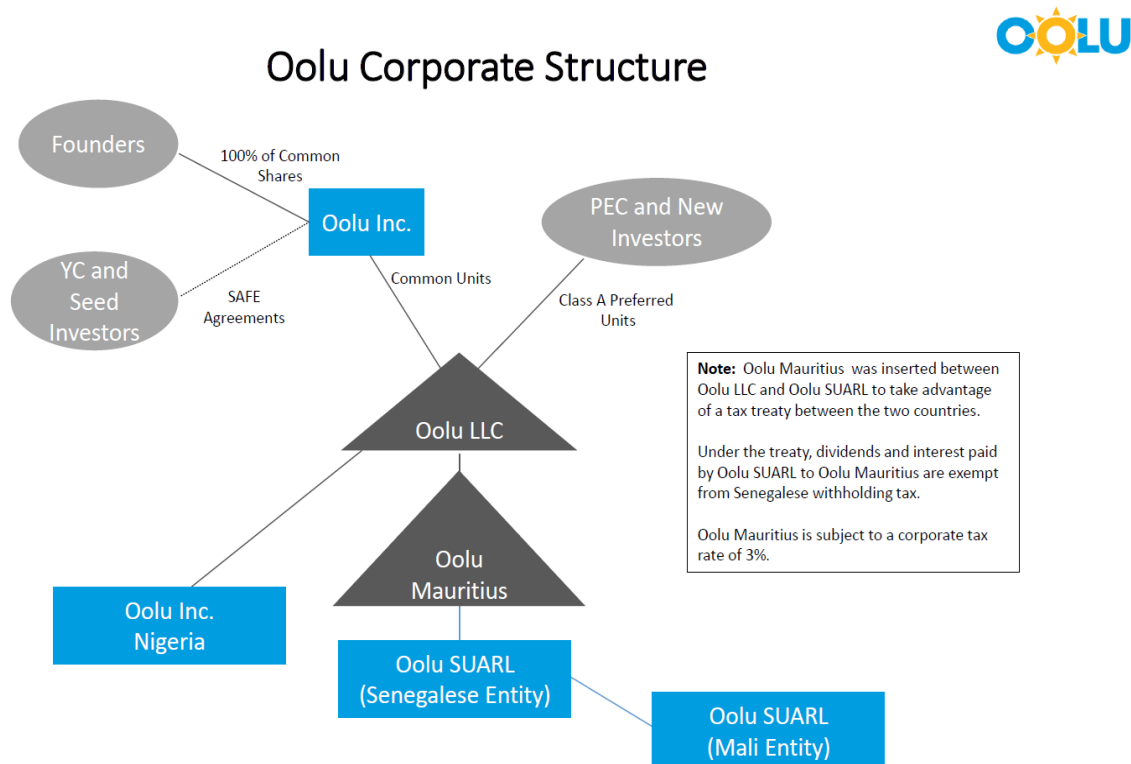 OOLU
Oolu Corporate Structure
Founders
100% of Common
Shares
Oolu Inc.
PEC and New
Investors
YC and
Seed
Investors
SAFE
Agreements
Common Units
Class A Preferred
Units
Note:  Oolu Mauritius  was inserted between
Oolu LLC and Oolu SUARL to take advantage
of a tax treaty between the two countries.
Under the treaty, dividends and interest paid
by Oolu SUARL to Oolu Mauritius are exempt
from Senegalese withholding tax.
Oolu Mauritius is subject to a corporate tax
rate of 3%.
Oolu LLC
Oolu
Mauritius
Oolu Inc.
Nigeria
Oolu SUARL
(Senegalese Entity)
Oolu SUARL
(Mali Entity)